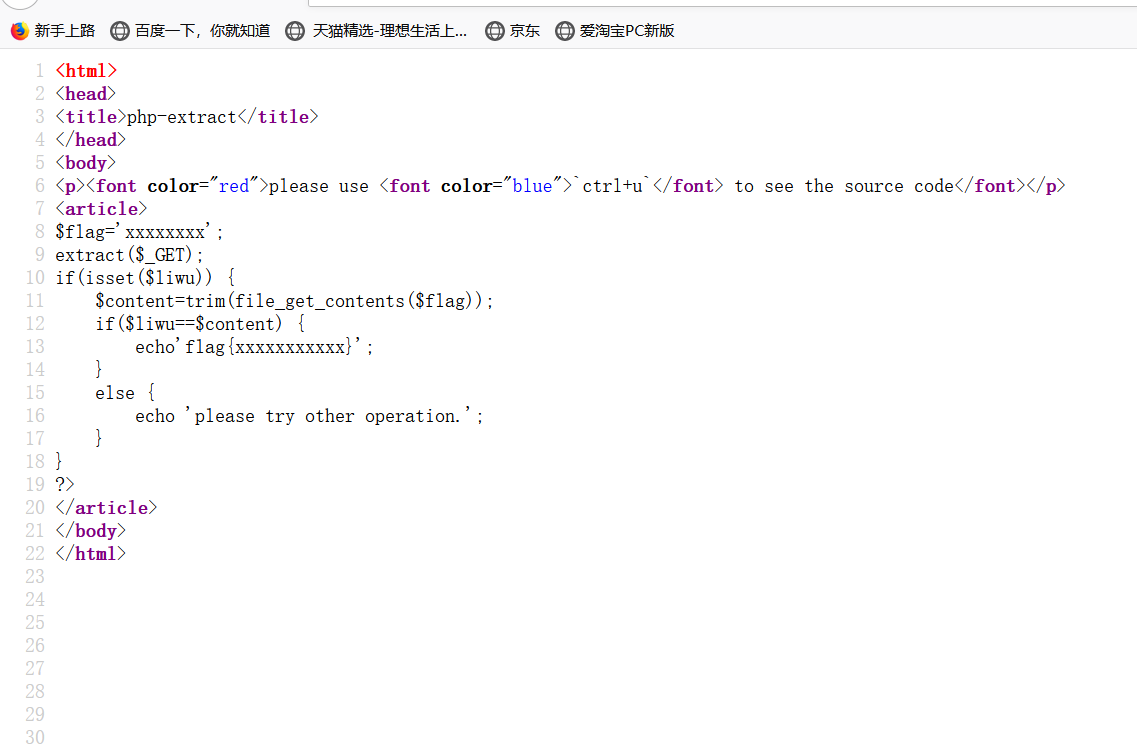 新手上路 百度一下，你就知道 天猫精选-理想生活上... 京东 爱淘宝PC新版
1 <html>
2 <head>
3 <title>php-extract</title>
4 </head>
5 <body>
6 <p><font color="red">please use <font color="blue">`ctrl+u`</font> to see the source code</font></p>
7 <article>
8 $flag='xxxxxxxx';
9 extract($_GET);
10 if(isset($liwu)) {
11     $content=trim(file_get_contents($flag));
12     if($liwu==$content) {
13         echo'flag{xxxxxxxxxxx}';
14     }
15     else {
16         echo 'please try other operation.';
17     }
18 }
19 ?>
20 </article>
21 </body>
22 </html>
23
24
25
26
27
28
29
30